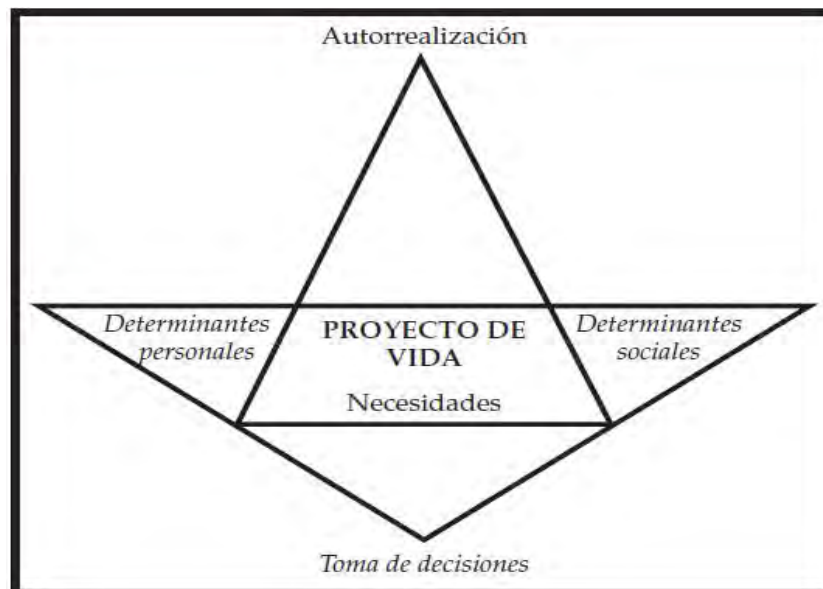 Autorrealización
Determinantes
personales
PROYECTO DE
VIDA
Determinantes
sociales
Necesidades
Toma de decisiones